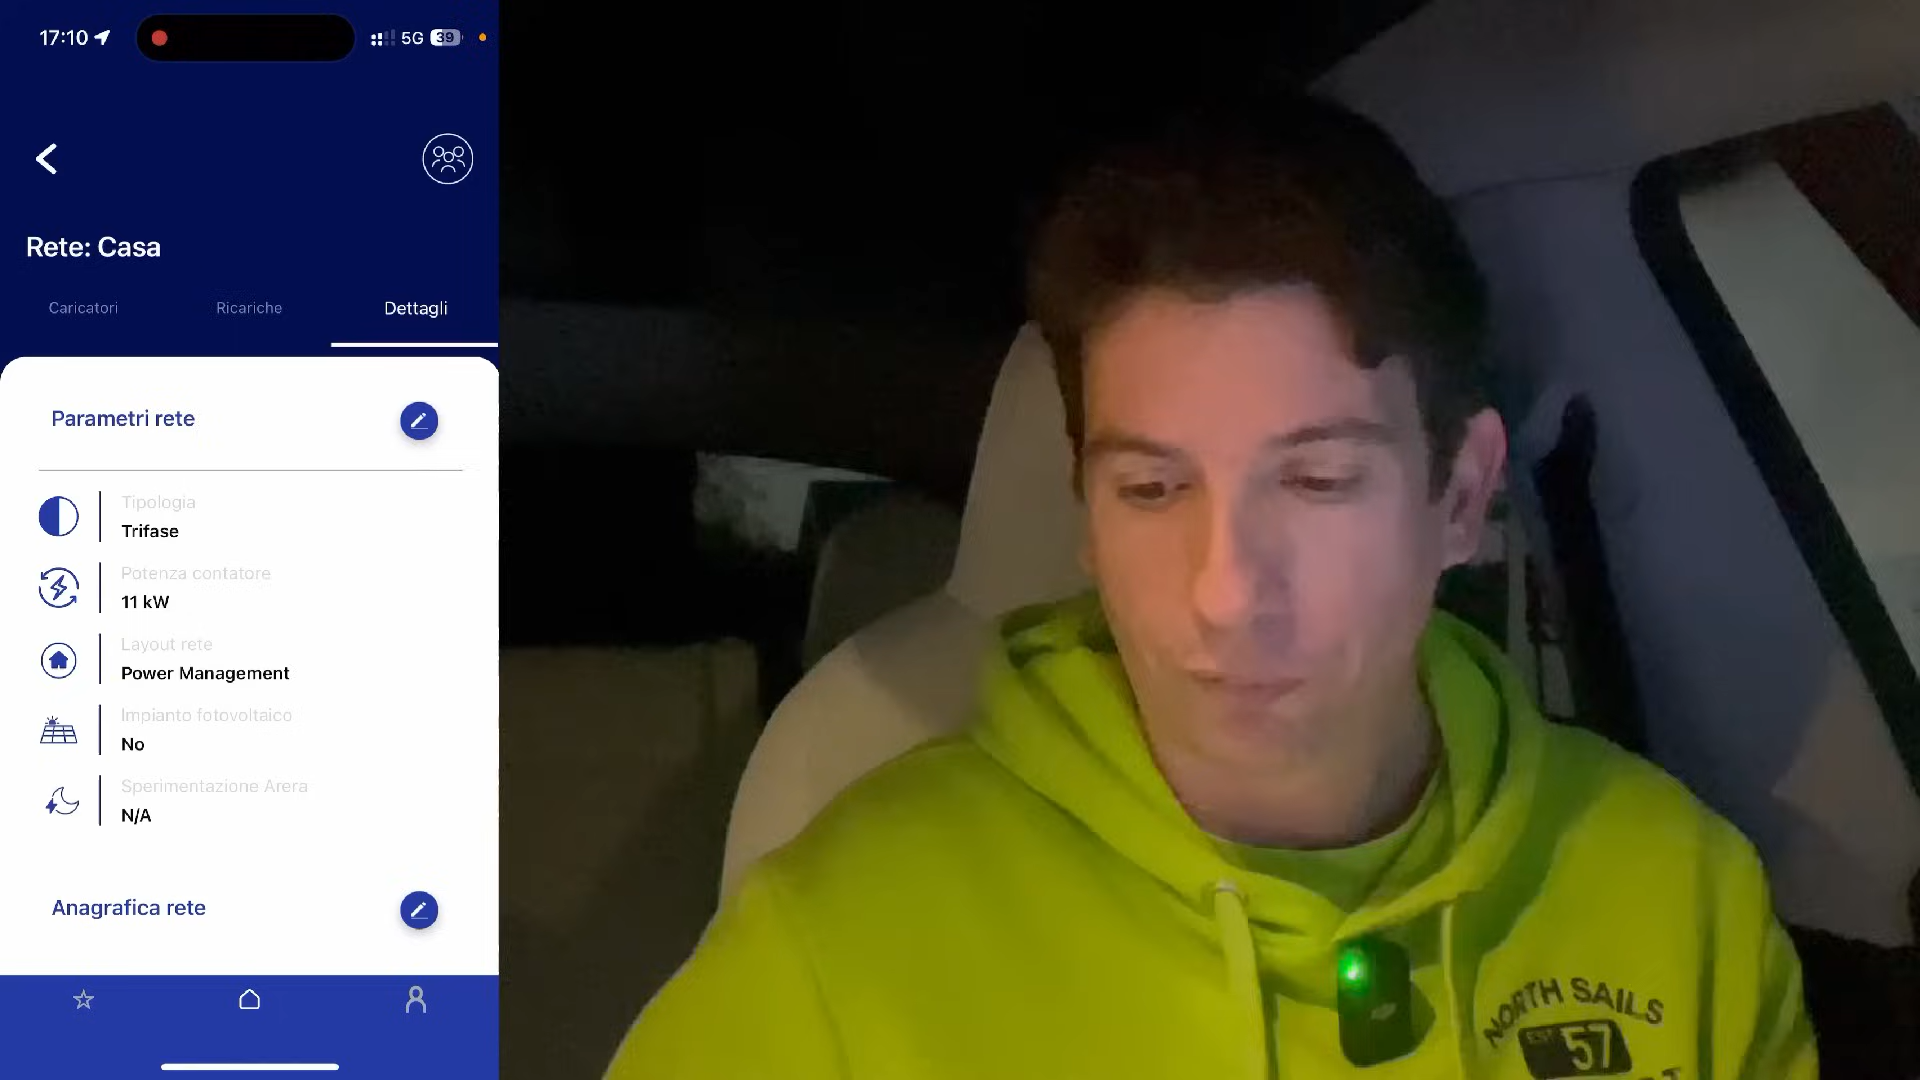 17:10
5G 39
Rete: Casa
Caricatori Ricariche Dettagli
Parametri rete
Tipologia
Trifase
Potenza contatore
11 kW
Layout rete
Power Management
Impianto fotovoltaico
No
Sperimentazione Arera
N/A
Anagrafica rete
NORTH SAILS
57